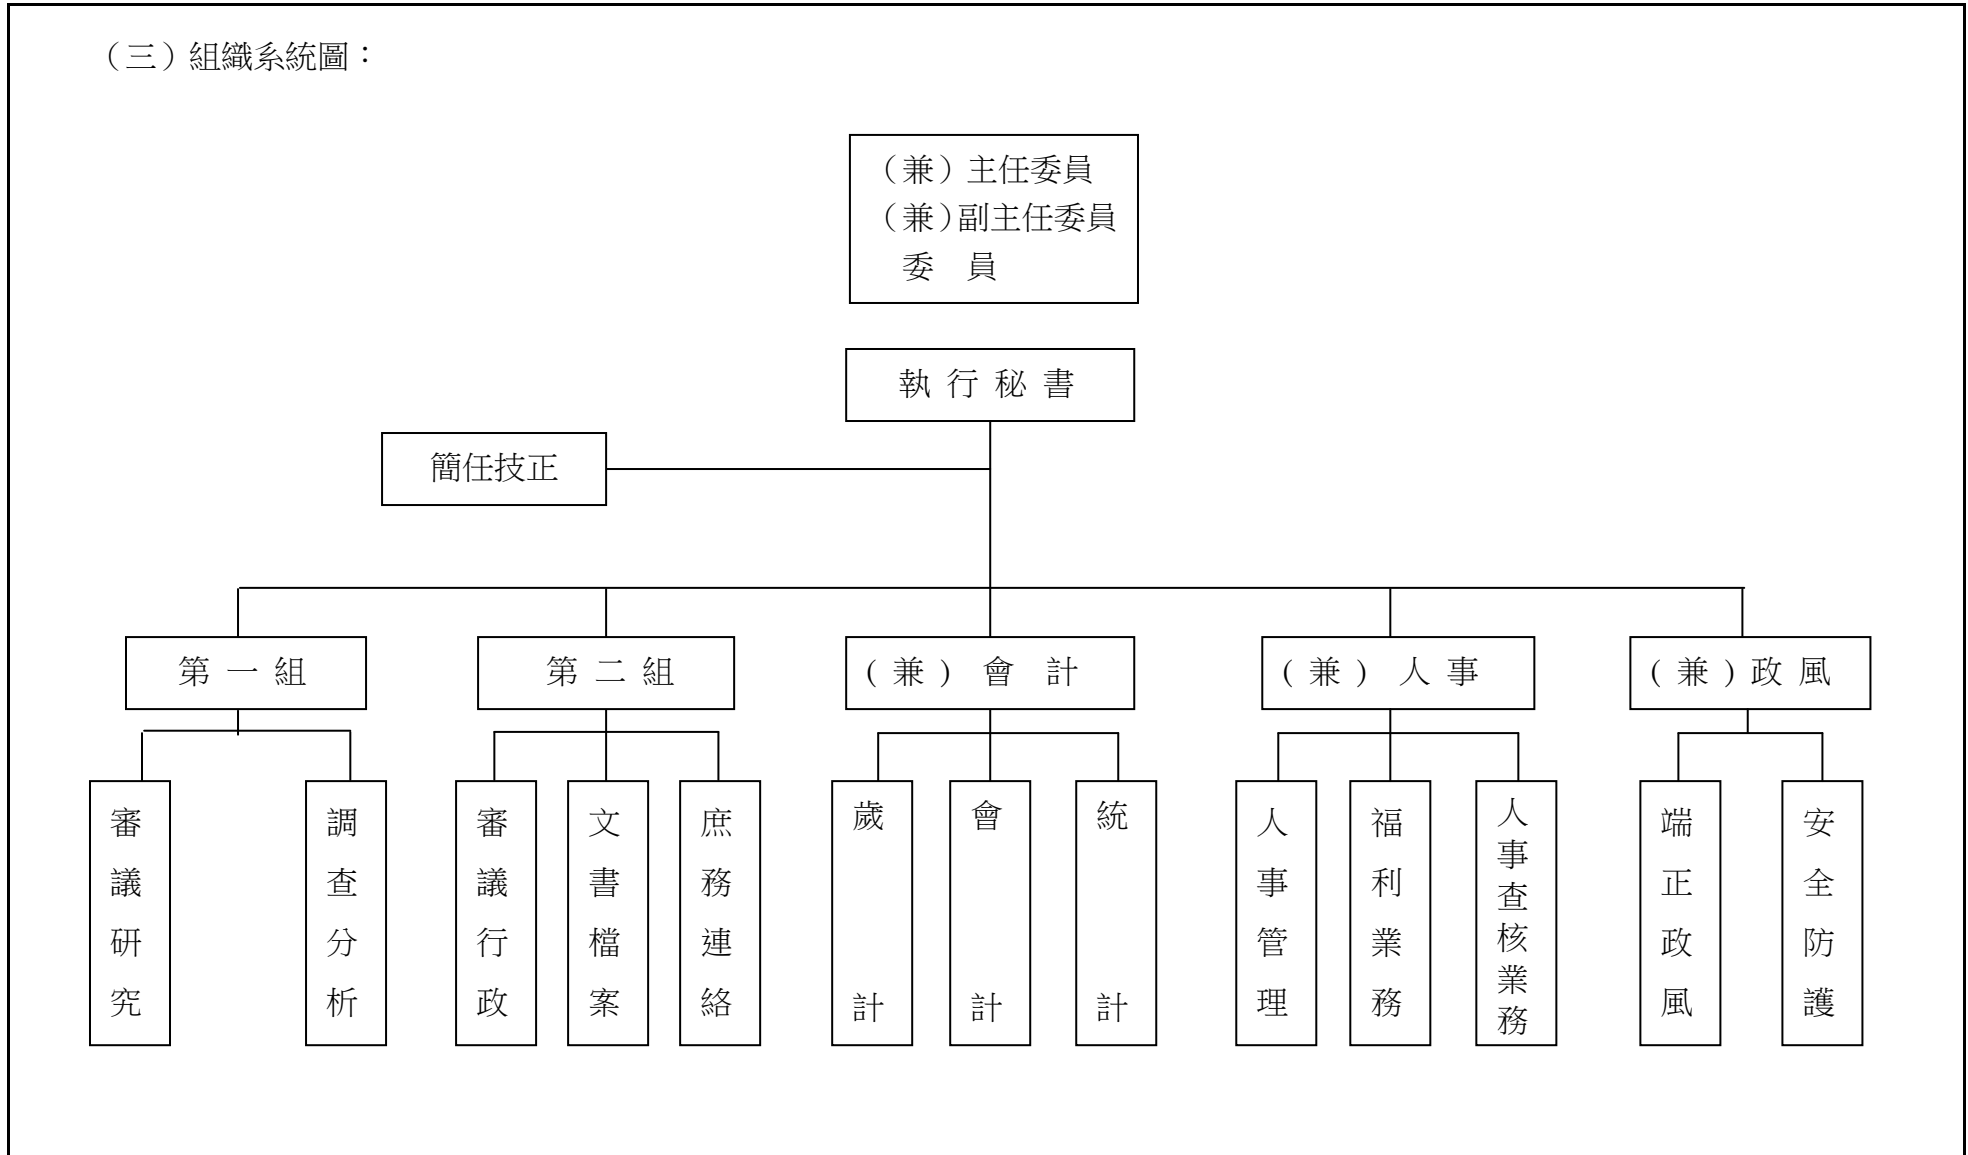 （三）組織系統圖：
（兼）主任委員
（兼）副主任委員
委　員
執 行 秘 書
簡任技正
第 一 組
第 二 組
( 兼 ) 會　計
( 兼 ) 人 事
( 兼 ) 政 風
審議研究
調查分析
審議行政
文書檔案
庶務連絡
歲計
會計
統計
人事管理
福利業務
人事查核業務
端正政風
安全防護